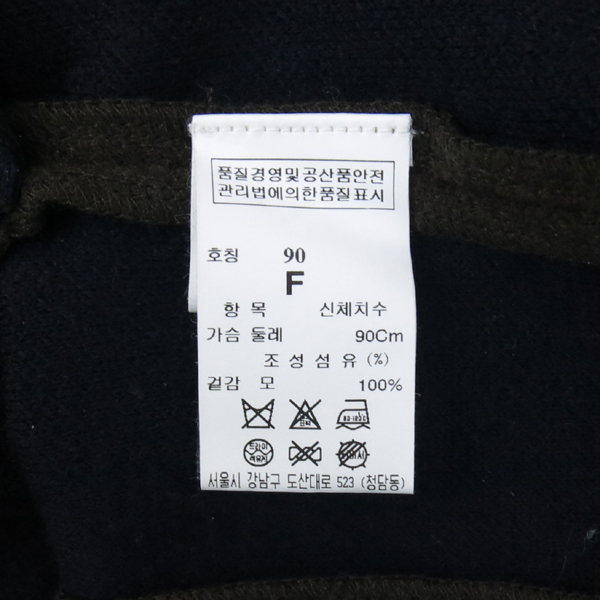 품질경영및공산품안전
관리법에의한품질표시
호칭 90
F
항 목 신체치수
가슴 둘레 90Cm
조성섬유 (%)
겉감 모 100%
서울시 강남구 도산대로 523 (청담동)